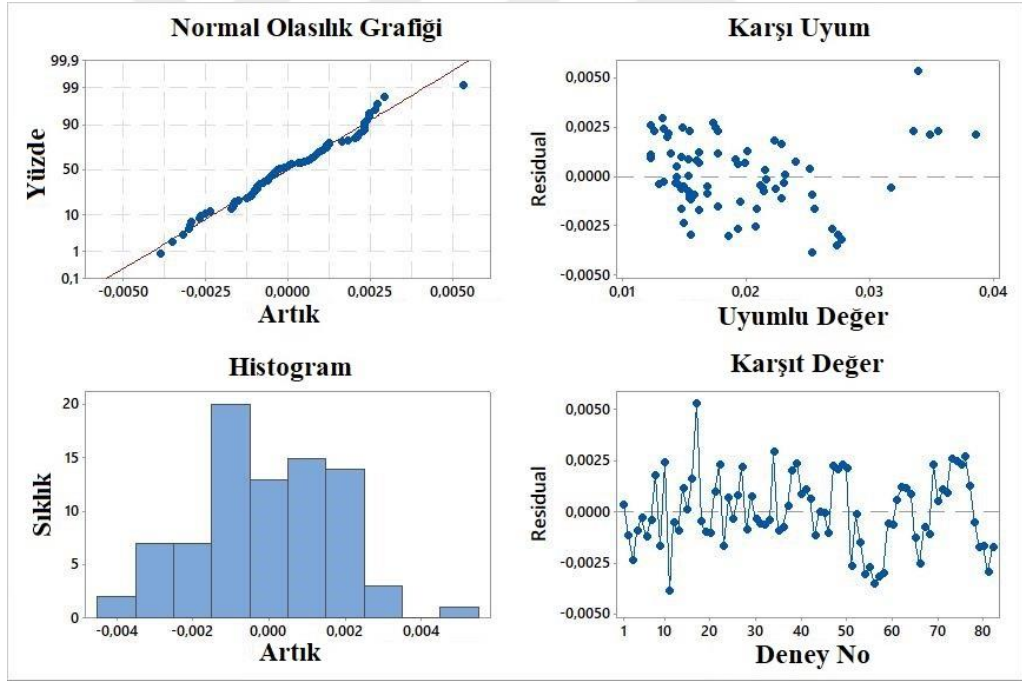 Normal Olasılık Grafiği
99,9
99
90
50
10
1
0,1
Yüzde
-0,0050 -0,0025 0,0000 0,0025 0,0050
Artık
Karşı Uyum
0,0050
0,0025
0,0000
-0,0025
-0,0050
Residual
0,01 0,02 0,03 0,04
Uyumlu Değer
Histogram
20
15
10
5
0
Sıklık
-0,004 -0,002 0,000 0,002 0,004
Artık
Karşıt Değer
0,0050
0,0025
0,0000
-0,0025
-0,0050
Residual
1 10 20 30 40 50 60 70 80
Deney No